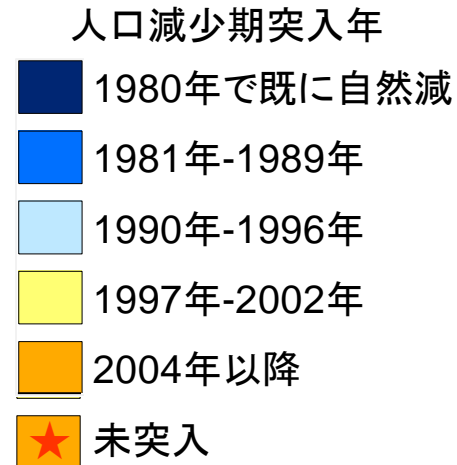 人口減少期突入年
1980年で既に自然減
1981年-1989年
1990年-1996年
1997年-2002年
2004年以降
未突入